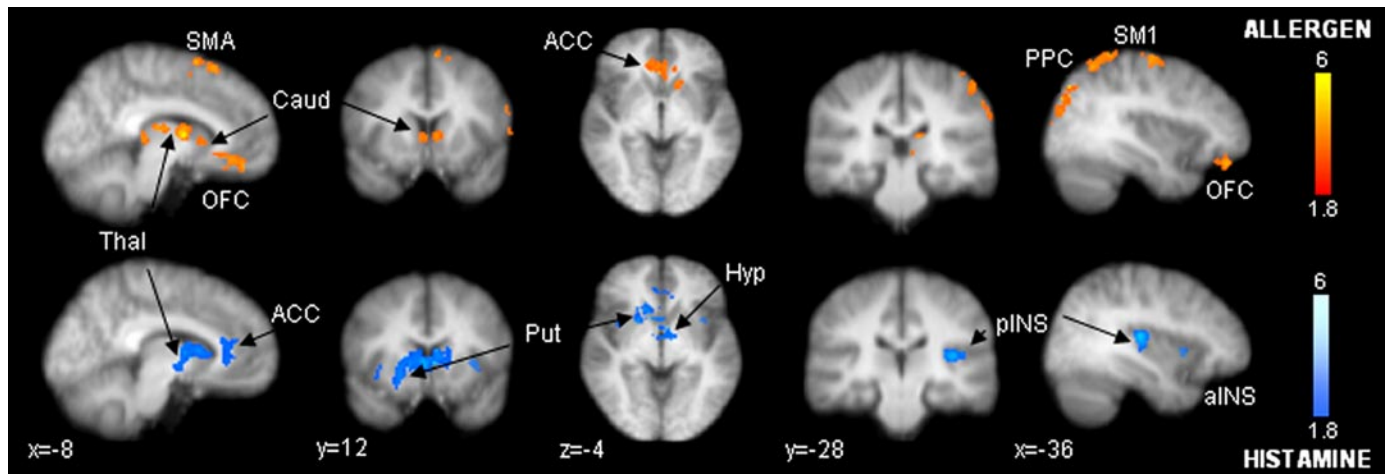 ALLERGEN
SMA
ACC
SM1
PPC
6
Caud
OFC
OFC
1.8
Thal
Hyp
ACC
Put
pINS
6
aINS
1.8
x=-8
y=12
z=-4
y=-28
x=-36
HISTAMINE